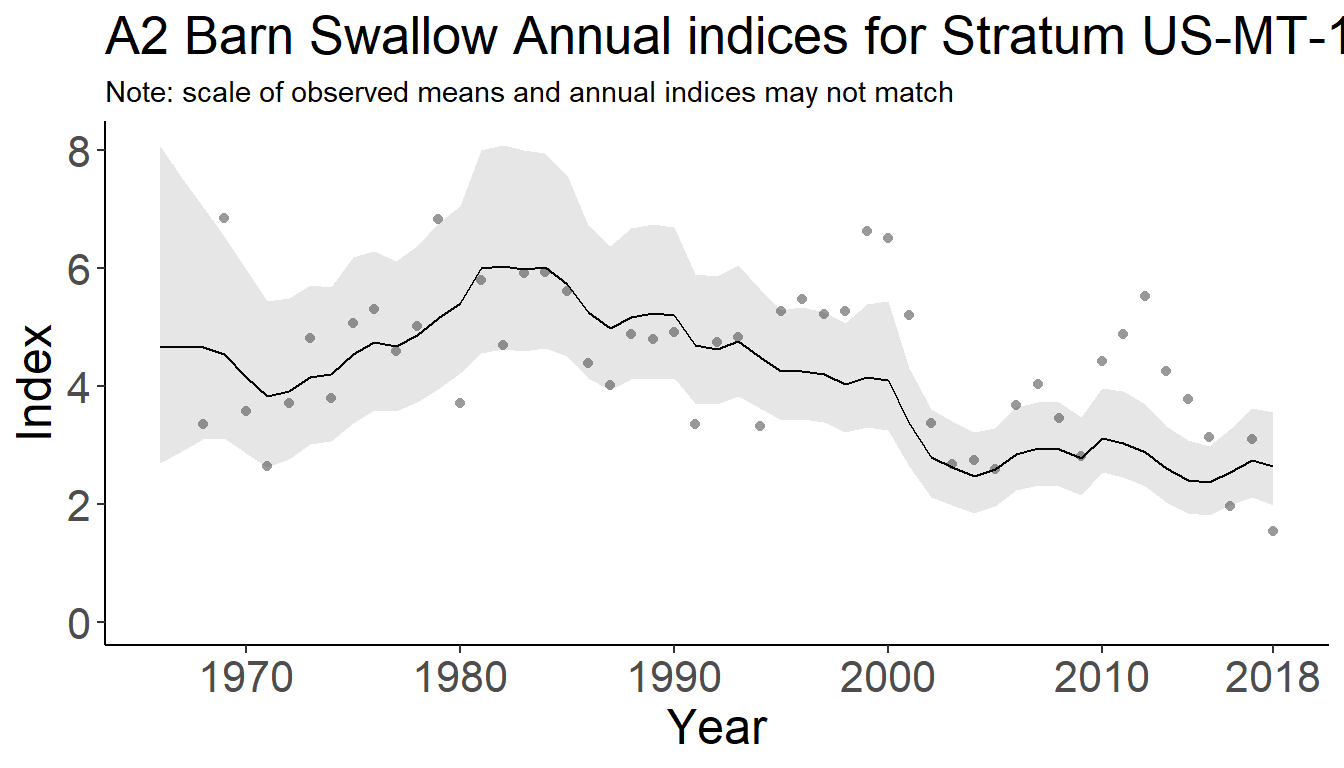 A2 Barn Swallow Annual indices for Stratum US-MT-1
Note: scale of observed means and annual indices may not match
8
6
4
2
0
Index
1970 1980 1990 2000 2010 2018
Year